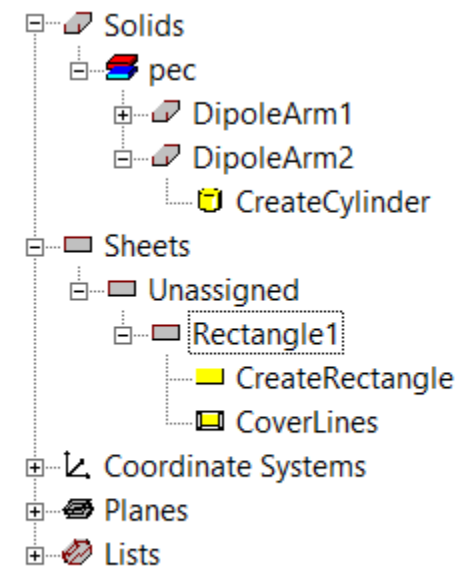 Solids
pec
DipoleArm1
DipoleArm2
CreateCylinder
Sheets
Unassigned
Rectangle1
CreateRectangle
CoverLines
Coordinate Systems
Planes
Lists